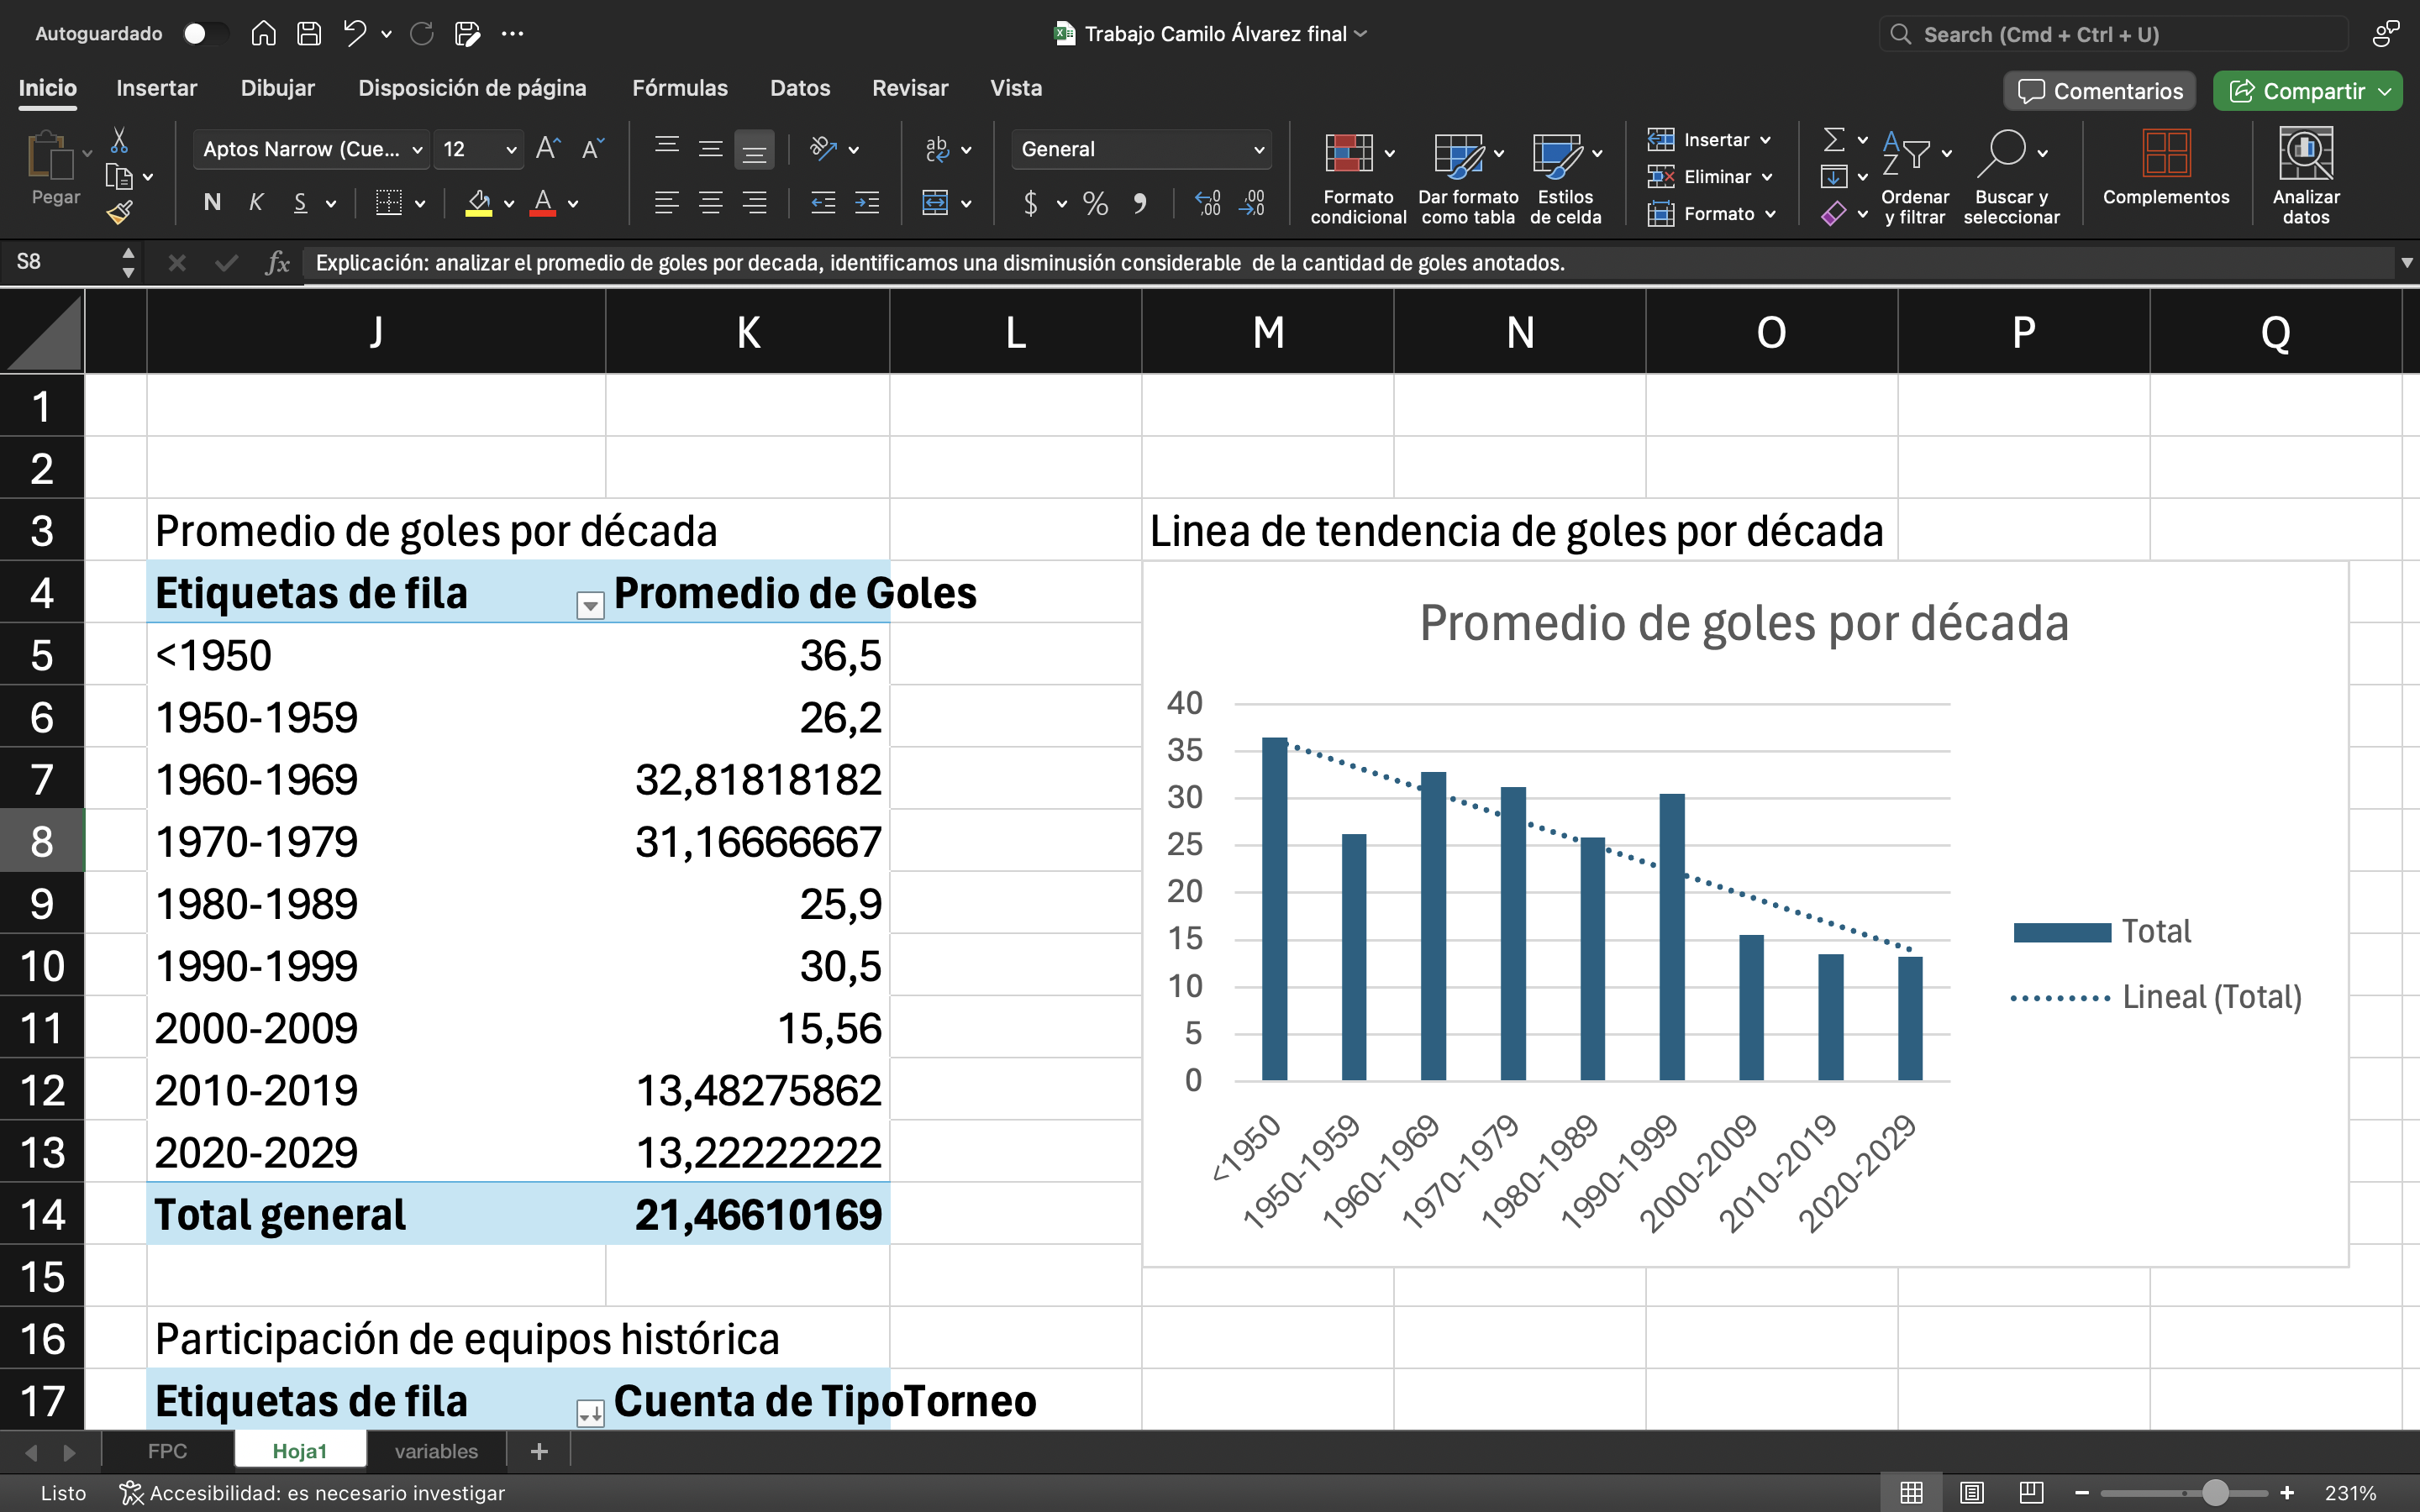 Autoguardado
Trabajo Camilo Álvarez final
Search (Cmd + Ctrl + U)
Inicio Insertar Dibujar Disposición de página Fórmulas Datos Revisar Vista
Comentarios Compartir
Pegar
Aptos Narrow (Cue... 12
N K S
General
$ %
Formato condicional
Dar formato como tabla
Estilos de celda
Insertar
Eliminar
Formato
Ordenar y filtrar
Buscar y seleccionar
Complementos
Analizar datos
S8
fx Explicación: analizar el promedio de goles por decada, identificamos una disminusión considerable  de la cantidad de goles anotados.
J K L M N O P Q
1
2
3 Promedio de goles por década Linea de tendencia de goles por década
4 Etiquetas de fila Promedio de Goles
5 <1950 36,5
6 1950-1959 26,2
7 1960-1969 32,81818182
8 1970-1979 31,16666667
9 1980-1989 25,9
10 1990-1999 30,5
11 2000-2009 15,56
12 2010-2019 13,48275862
13 2020-2029 13,22222222
14 Total general 21,46610169
15
16 Participación de equipos histórica
17 Etiquetas de fila Cuenta de TipoTorneo
Promedio de goles por década
40
35
30
25
20
15
10
5
0
<1950 1950-1959 1960-1969 1970-1979 1980-1989 1990-1999 2000-2009 2010-2019 2020-2029
Total
Lineal (Total)
FPC Hoja1 variables +
Listo Accesibilidad: es necesario investigar
231%